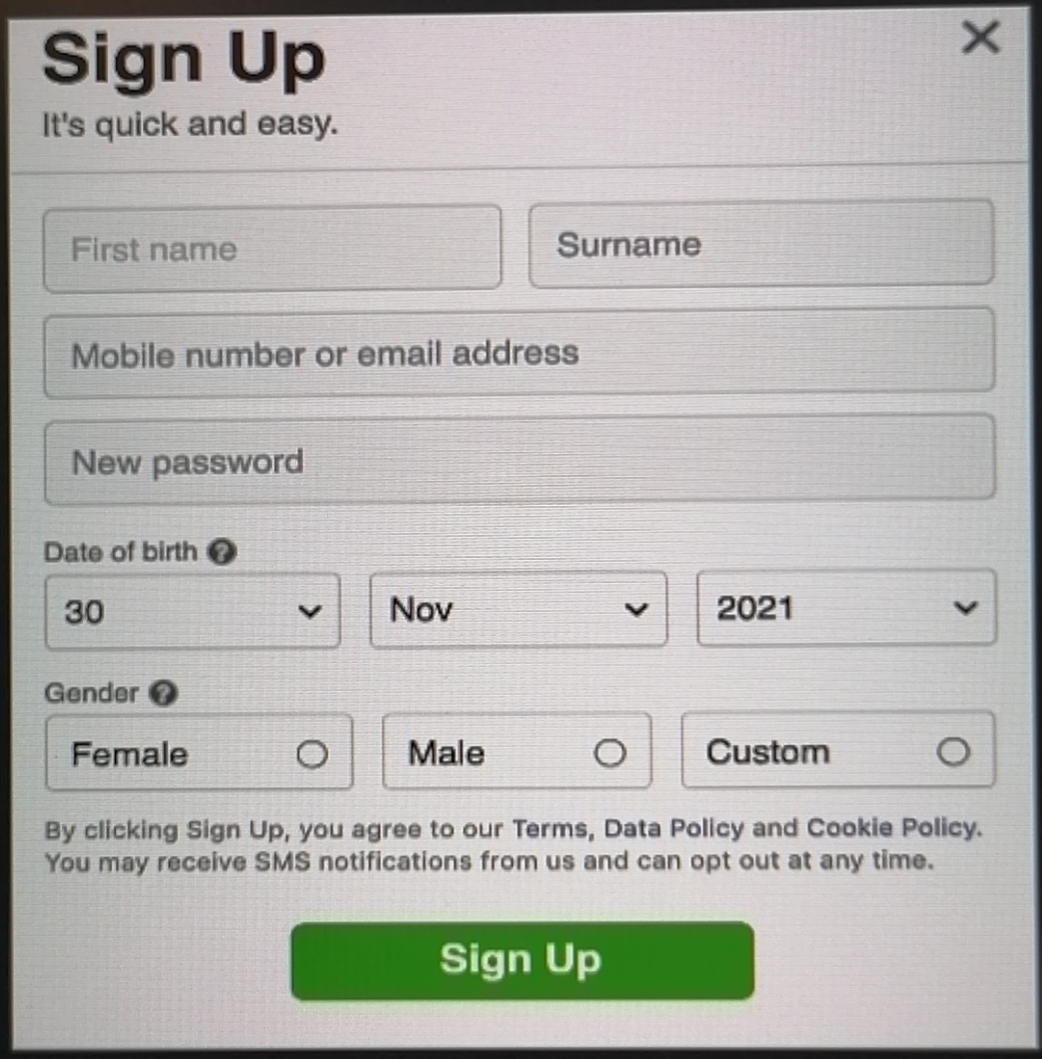 Sign Up
It's quick and easy.
First name
Surname
Mobile number or email address
New password
Date of birth ?
30
Nov
2021
Gender ?
Female
Male
Custom
By clicking Sign Up, you agree to our Terms, Data Policy and Cookie Policy.
You may receive SMS notifications from us and can opt out at any time.
Sign Up